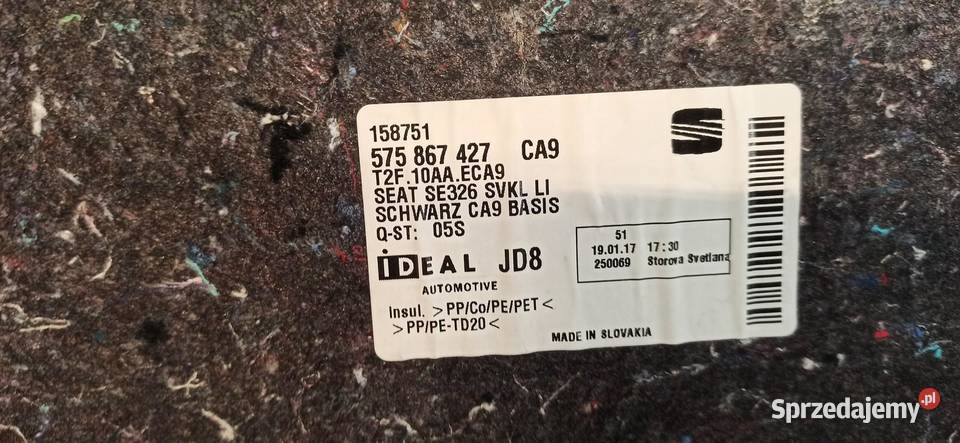 158751
575 867 427 CA9
T2F.10AA.ECA9
SEAT SE326 SVKL LI
SCHWARZ CA9 BASIS
Q-ST: 05S
iDEAL JD8
AUTOMOTIVE
51
19.01.17 17:30
250069 Storova Svetlana
Insul. >PP/Co/PE/PET<
>PP/PE-TD20<
MADE IN SLOVAKIA
Sprzedajemy.pl